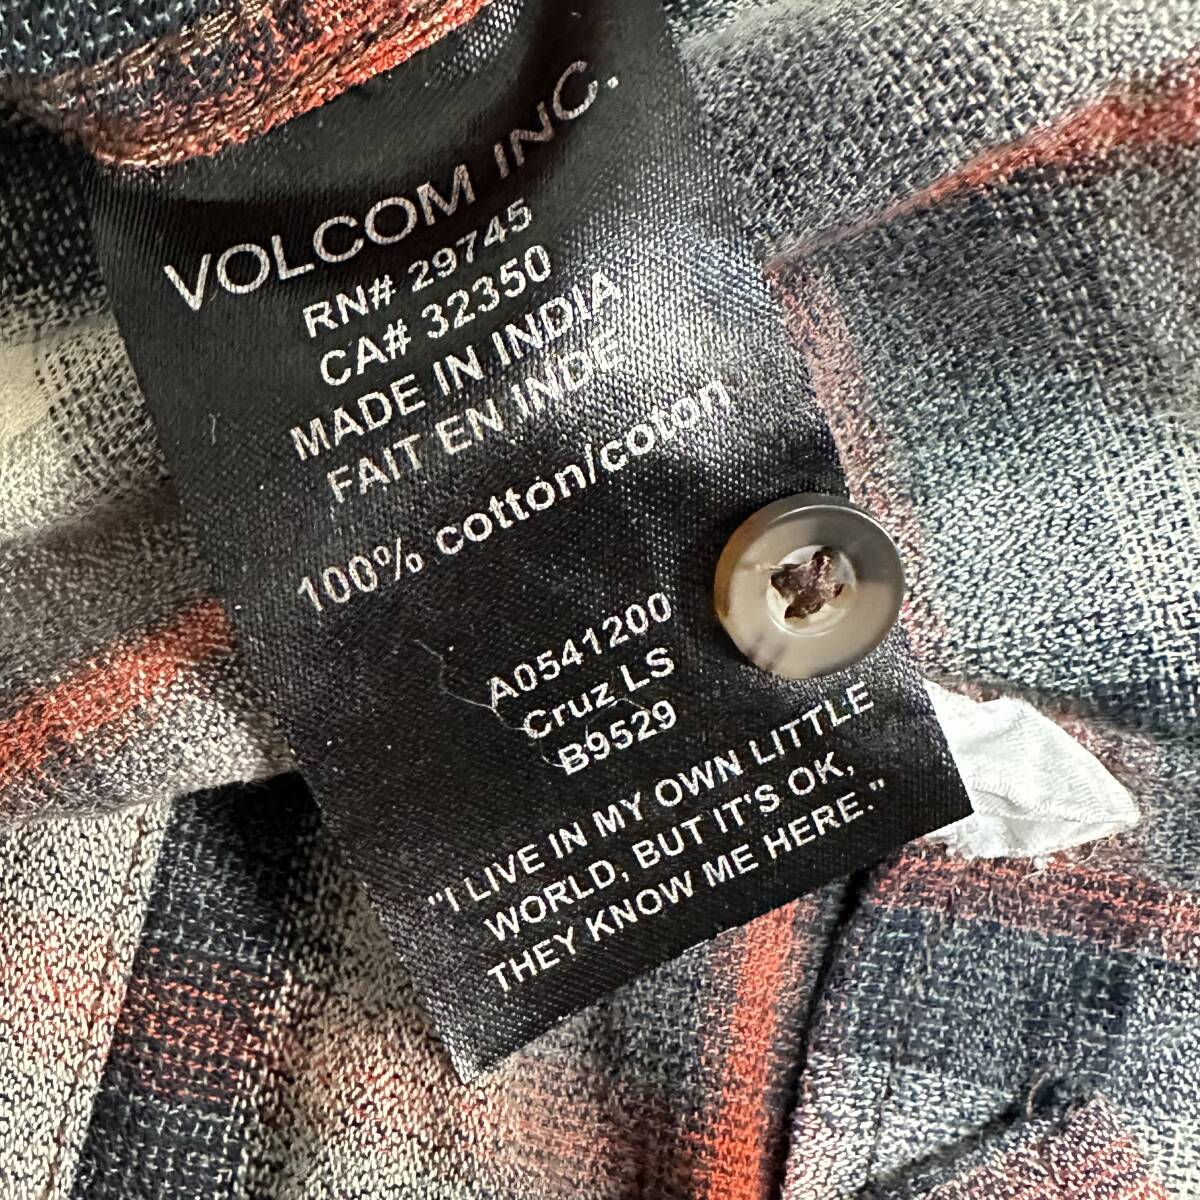 VOLCOM INC.
RN# 29745
CA# 32350
MADE IN INDIA
FAIT EN INDE
100% cotton/coton
A0541200
Cruz LS
B9529
"I LIVE IN MY OWN LITTLE
WORLD, BUT IT'S OK,
THEY KNOW ME HERE."